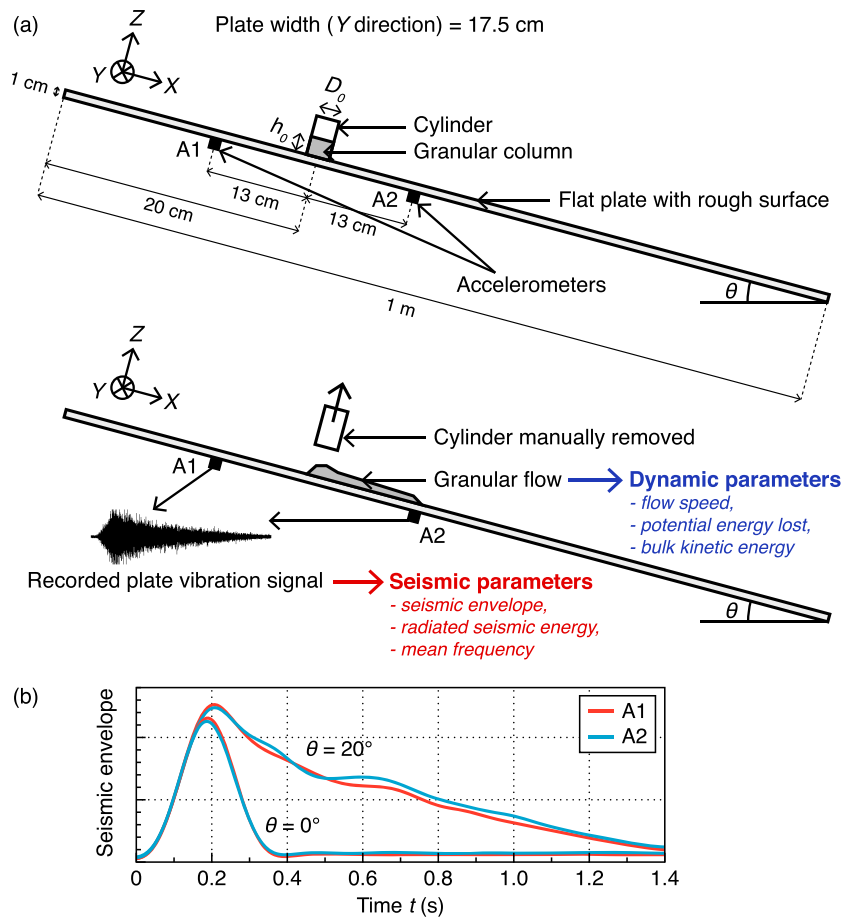 (a)
Plate width (Y direction) = 17.5 cm
Z
Y
X
1 cm
D0
h0
Cylinder
Granular column
A1
13 cm
A2
Flat plate with rough surface
20 cm
13 cm
Accelerometers
θ
1 m
Z
Y
X
Cylinder manually removed
A1
Granular flow
Dynamic parameters
- flow speed,
- potential energy lost,
- bulk kinetic energy
A2
Recorded plate vibration signal
Seismic parameters
- seismic envelope,
- radiated seismic energy,
- mean frequency
θ
(b)
Seismic envelope
A1
A2
θ = 20°
θ = 0°
0.0 0.2 0.4 0.6 0.8 1.0 1.2 1.4
Time t (s)